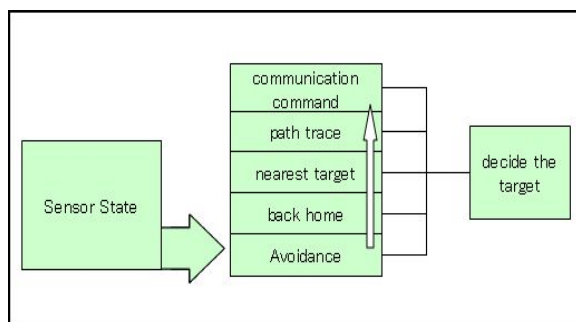 Sensor State
communication
command
path trace
nearest target
back home
Avoidance
decide the
target